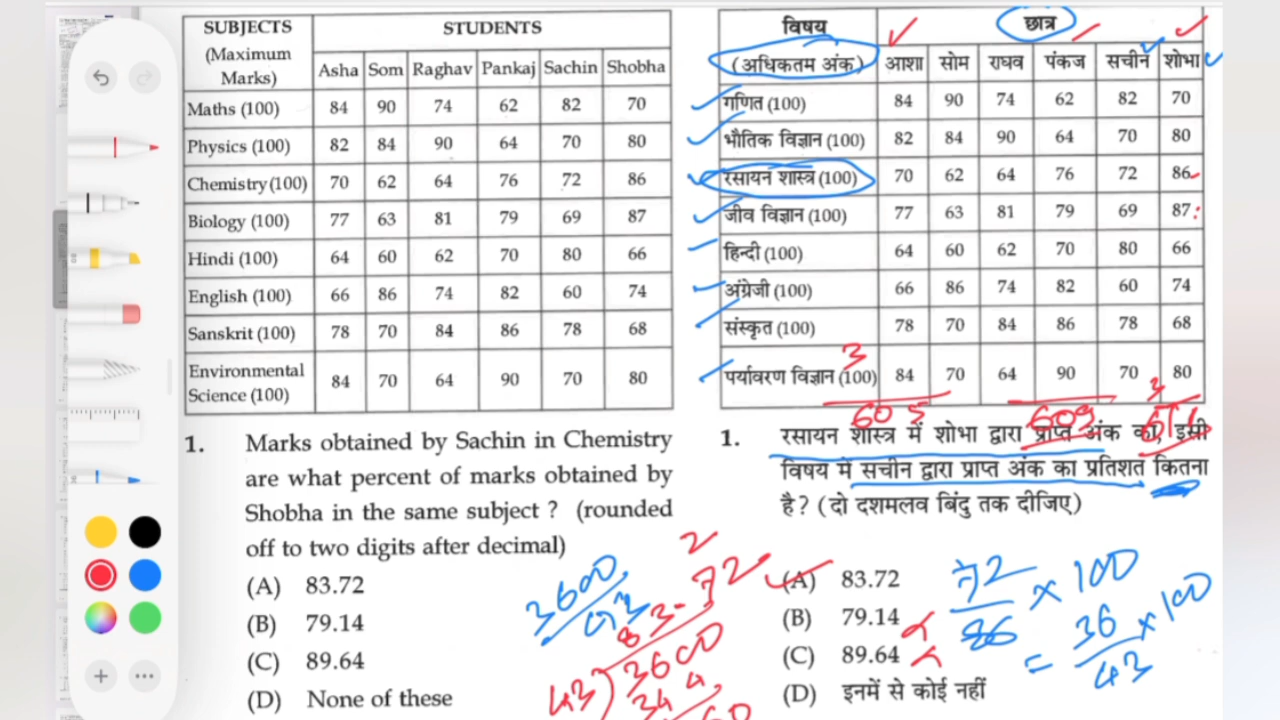 SUBJECTS (Maximum Marks) STUDENTS
Asha Som Raghav Pankaj Sachin Shobha
Maths (100) 84 90 74 62 82 70
Physics (100) 82 84 90 64 70 80
Chemistry (100) 70 62 64 76 72 86
Biology (100) 77 63 81 79 69 87
Hindi (100) 64 60 62 70 80 66
English (100) 66 86 74 82 60 74
Sanskrit (100) 78 70 84 86 78 68
Environmental Science (100) 84 70 64 90 70 80
1. Marks obtained by Sachin in Chemistry
are what percent of marks obtained by
Shobha in the same subject ? (rounded
off to two digits after decimal)
(A) 83.72
(B) 79.14
(C) 89.64
(D) None of these
विषय (अधिकतम अंक) छात्र
आशा सोम राघव पंकज सचीन शोभा
गणित (100) 84 90 74 62 82 70
भौतिक विज्ञान (100) 82 84 90 64 70 80
रसायन शास्त्र (100) 70 62 64 76 72 86
जीव विज्ञान (100) 77 63 81 79 69 87
हिन्दी (100) 64 60 62 70 80 66
अंग्रेजी (100) 66 86 74 82 60 74
संस्कृत (100) 78 70 84 86 78 68
पर्यावरण विज्ञान (100) 84 70 64 90 70 80
3
605 609
1. रसायन शास्त्र में शोभा द्वारा प्राप्त अंक का, इसी
विषय में सचीन द्वारा प्राप्त अंक का प्रतिशत कितना
है? (दो दशमलव बिंदु तक दीजिए)
(A) 83.72
(B) 79.14
(C) 89.64
(D) इनमें से कोई नहीं
72/86 × 100
= 36/43 × 100
3600
2
83.72
43) 3600
344